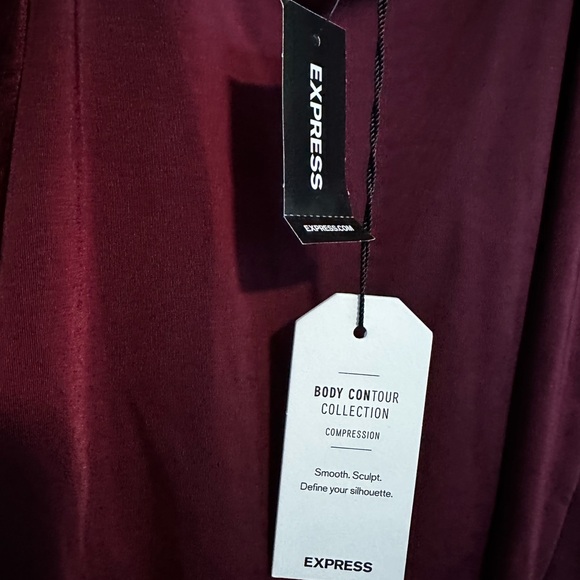 EXPRESS
EXPRESS.COM
BODY CONTOUR
COLLECTION
COMPRESSION
Smooth. Sculpt.
Define your silhouette.
EXPRESS